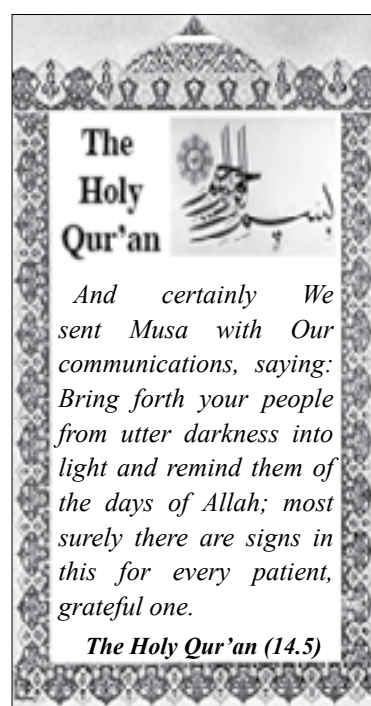 The
Holy
Qur’an
بسم
And certainly We
sent Musa with Our
communications, saying:
Bring forth your people
from utter darkness into
light and remind them of
the days of Allah; most
surely there are signs in
this for every patient,
grateful one.
The Holy Qur’an (14.5)